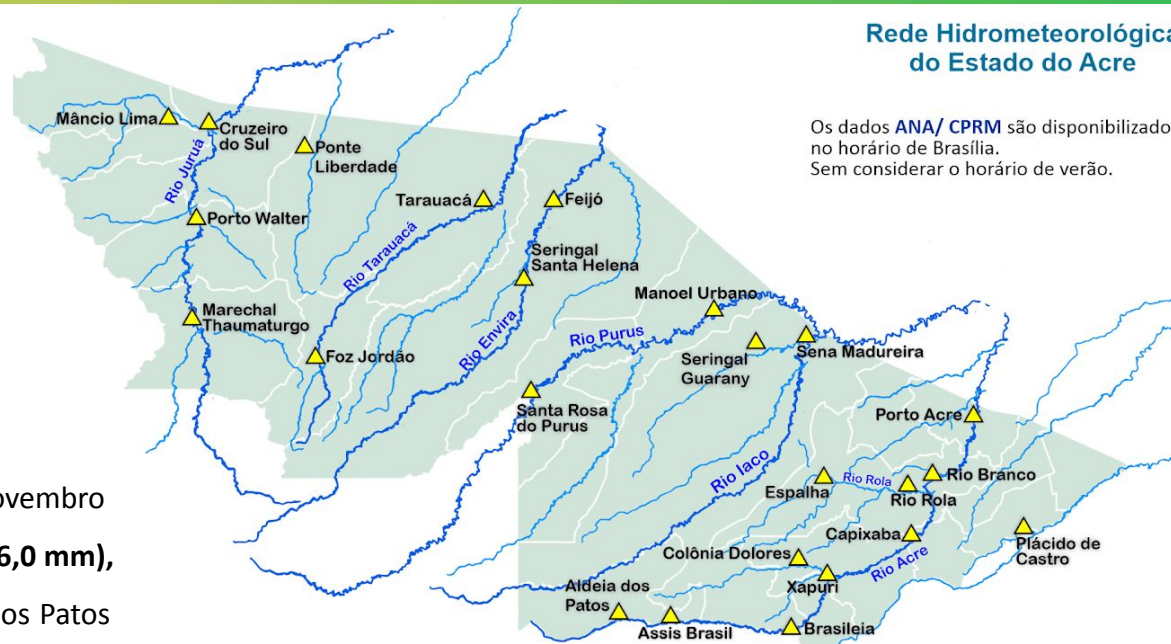 Rede Hidrometeorológica
do Estado do Acre
Os dados ANA/ CPRM são disponibilizado
no horário de Brasília.
Sem considerar o horário de verão.
Mâncio Lima
Cruzeiro
do Sul
Ponte
Liberdade
Rio Juruá
Porto Walter
Tarauacá
Feijó
Rio Tarauacá
Seringal
Santa Helena
Marechal
Thaumaturgo
Foz Jordão
Rio Envira
Manoel Urbano
Rio Purus
Seringal
Guarany
Sena Madureira
Santa Rosa
do Purus
Porto Acre
Rio Iaco
Espalha
Rio Rola
Rio Rola
Rio Branco
Capixaba
Plácido de
Castro
Colônia Dolores
Rio Acre
Xapuri
Aldeia dos
Patos
Assis Brasil
Brasileia
ovembro
6,0 mm),
os Patos